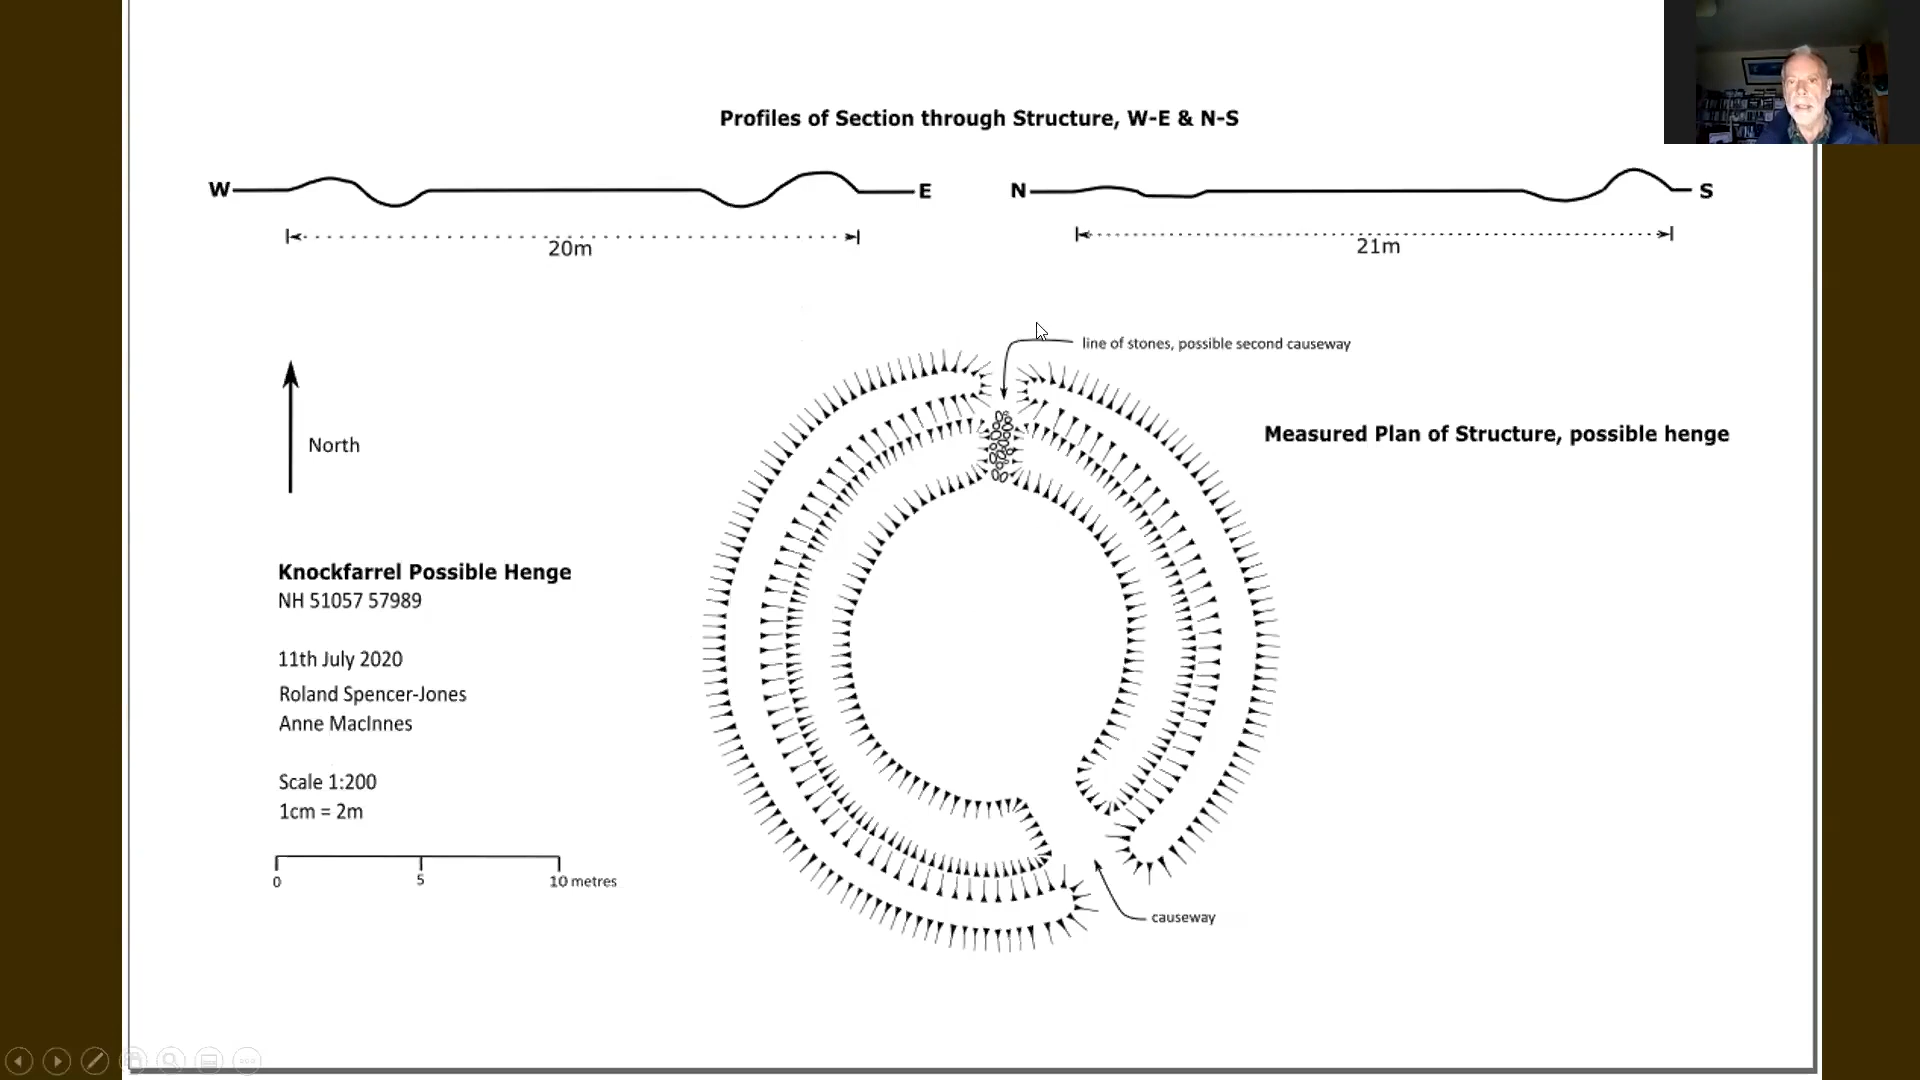 Profiles of Section through Structure, W-E & N-S
W E N S
20m 21m
line of stones, possible second causeway
Measured Plan of Structure, possible henge
North
Knockfarrel Possible Henge
NH 51057 57989
11th July 2020
Roland Spencer-Jones
Anne MacInnes
Scale 1:200
1cm = 2m
0 5 10 metres
causeway